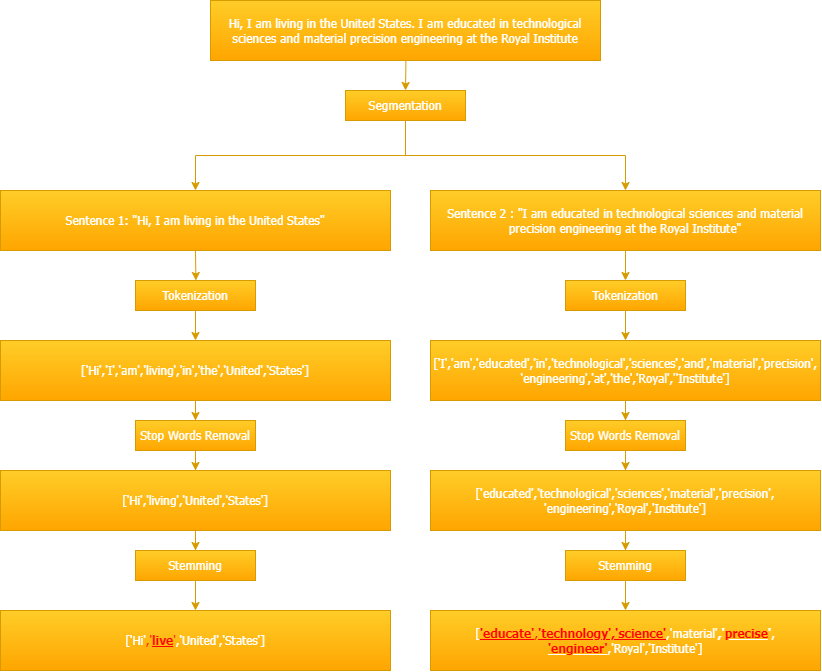 Hi, I am living in the United States. I am educated in technological
sciences and material precision engineering at the Royal Institute
Segmentation
Sentence 1: "Hi, I am living in the United States"
Sentence 2 : "I am educated in technological sciences and material
precision engineering at the Royal Institute"
Tokenization
Tokenization
['Hi','I','am','living','in','the','United','States']
['I','am','educated','in','technological','sciences','and','material','precision',
'engineering','at','the','Royal',''Institute']
Stop Words Removal
Stop Words Removal
['Hi','living','United','States']
['educated','technological','sciences','material','precision',
'engineering','Royal','Institute']
Stemming
Stemming
['Hi','live','United','States']
['educate','technology','science','material','precise',
'engineer','Royal','Institute']